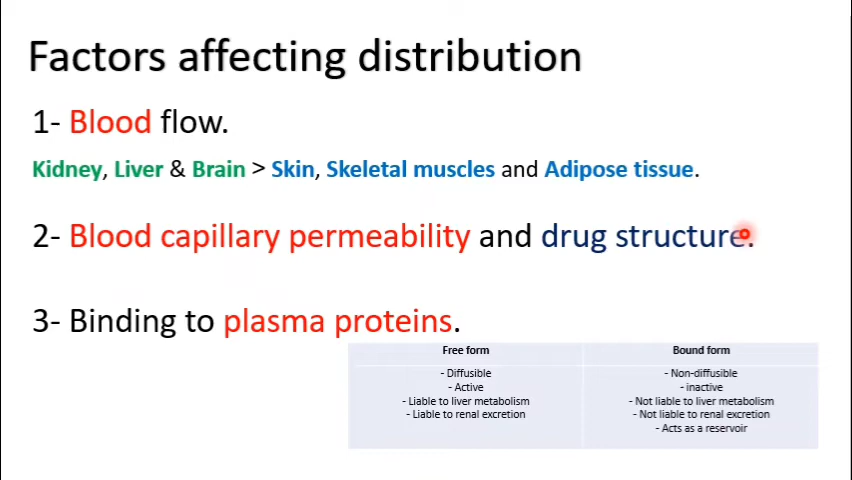 Factors affecting distribution
1- Blood flow.
Kidney, Liver & Brain > Skin, Skeletal muscles and Adipose tissue.
2- Blood capillary permeability and drug structure.
3- Binding to plasma proteins.
Free form
- Diffusible
- Active
- Liable to liver metabolism
- Liable to renal excretion
Bound form
- Non-diffusible
- inactive
- Not liable to liver metabolism
- Not liable to renal excretion
- Acts as a reservoir